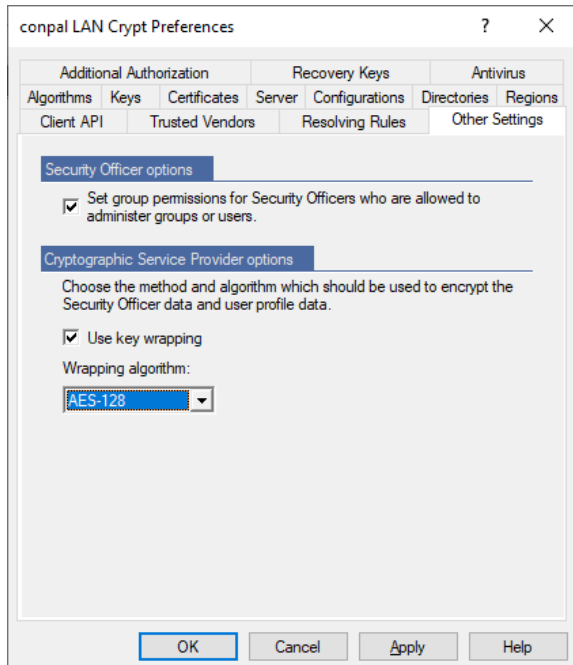 conpal LAN Crypt Preferences ?
Additional Authorization Recovery Keys Antivirus
Algorithms Keys Certificates Server Configurations Directories Regions
Client API Trusted Vendors Resolving Rules Other Settings
Security Officer options
Set group permissions for Security Officers who are allowed to
administer groups or users.
Cryptographic Service Provider options
Choose the method and algorithm which should be used to encrypt the
Security Officer data and user profile data.
Use key wrapping
Wrapping algorithm:
AES-128
OK Cancel Apply Help